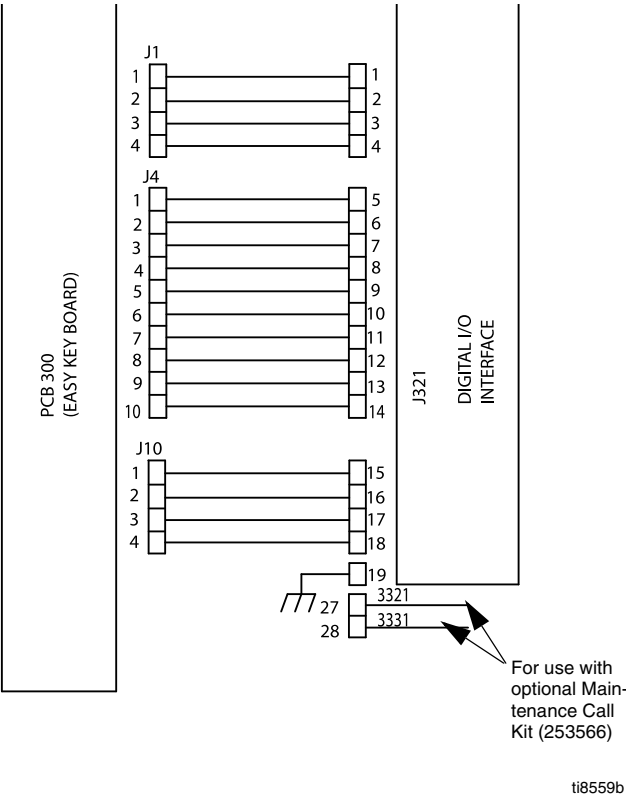 J1
1 1
2 2
3 3
4 4
J4
1 5
2 6
3 7
4 8
5 9
6 10
7 11
8 12
9 13
10 14
PCB 300
(EASY KEY BOARD)
J321
DIGITAL I/O
INTERFACE
J10
1 15
2 16
3 17
4 18
19
27 3321
28 3331
For use with
optional Main-
tenance Call
Kit (253566)
ti8559b